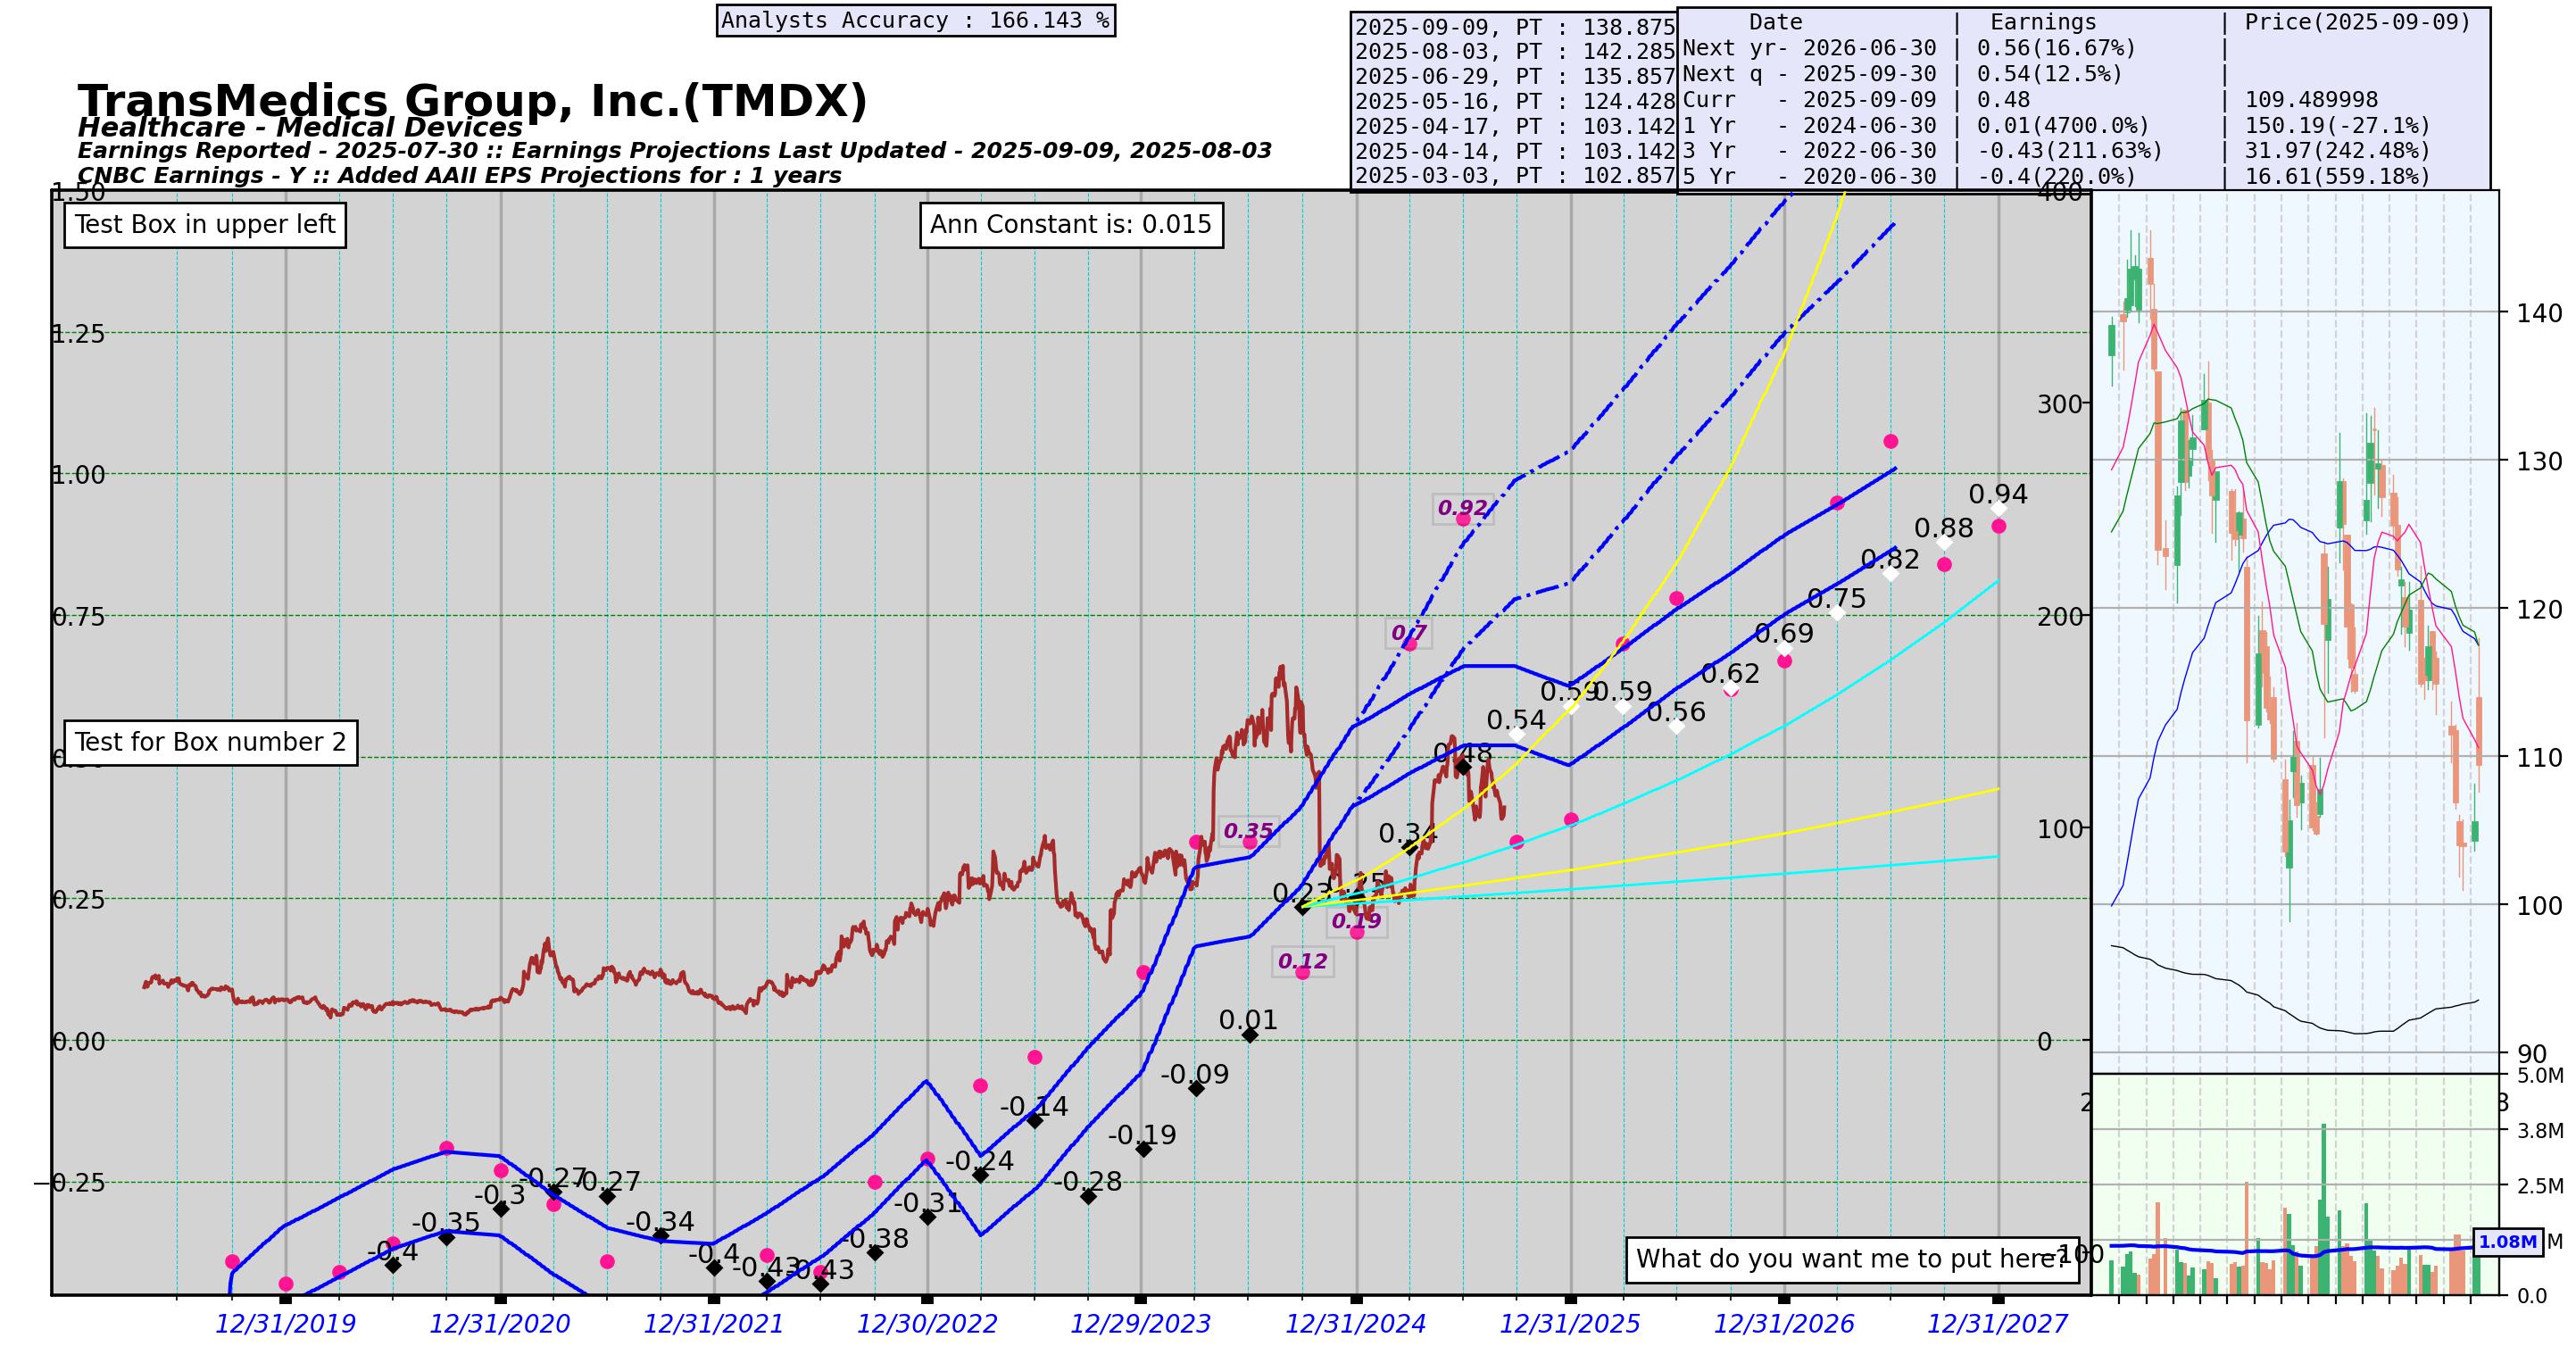 Analysts Accuracy : 166.143 %
2025-09-09, PT : 138.875
2025-08-03, PT : 142.285
2025-06-29, PT : 135.857
2025-05-16, PT : 124.428
2025-04-17, PT : 103.142
2025-04-14, PT : 103.142
2025-03-03, PT : 102.857
Date | Earnings | Price(2025-09-09)
Next yr- 2026-06-30 | 0.56(16.67%) |
Next q - 2025-09-30 | 0.54(12.5%) |
Curr - 2025-09-09 | 0.48 | 109.489998
1 Yr - 2024-06-30 | 0.01(4700.0%) | 150.19(-27.1%)
3 Yr - 2022-06-30 | -0.43(211.63%) | 31.97(242.48%)
5 Yr - 2020-06-30 | -0.4(220.0%) | 16.61(559.18%)
TransMedics Group, Inc.(TMDX)
Healthcare - Medical Devices
Earnings Reported - 2025-07-30 :: Earnings Projections Last Updated - 2025-09-09, 2025-08-03
CNBC Earnings - Y :: Added AAII EPS Projections for : 1 years
Test Box in upper left
Ann Constant is: 0.015
Test for Box number 2
What do you want me to put here?
1.50
1.25
1.00
0.75
0.25
0.00
−0.25
400
300
200
100
0
−100
-0.4
-0.35
-0.3
-0.27
-0.27
-0.34
-0.4
-0.43
-0.43
-0.38
-0.31
-0.24
-0.14
-0.28
-0.19
-0.09
0.01
0.23
0.34
0.48
0.54
0.59
0.59
0.56
0.62
0.69
0.75
0.82
0.88
0.94
0.35
0.12
0.19
0.7
0.92
140
130
120
110
100
90
5.0M
3.8M
2.5M
1.08M
M
0.0
12/31/2019
12/31/2020
12/31/2021
12/30/2022
12/29/2023
12/31/2024
12/31/2025
12/31/2026
12/31/2027